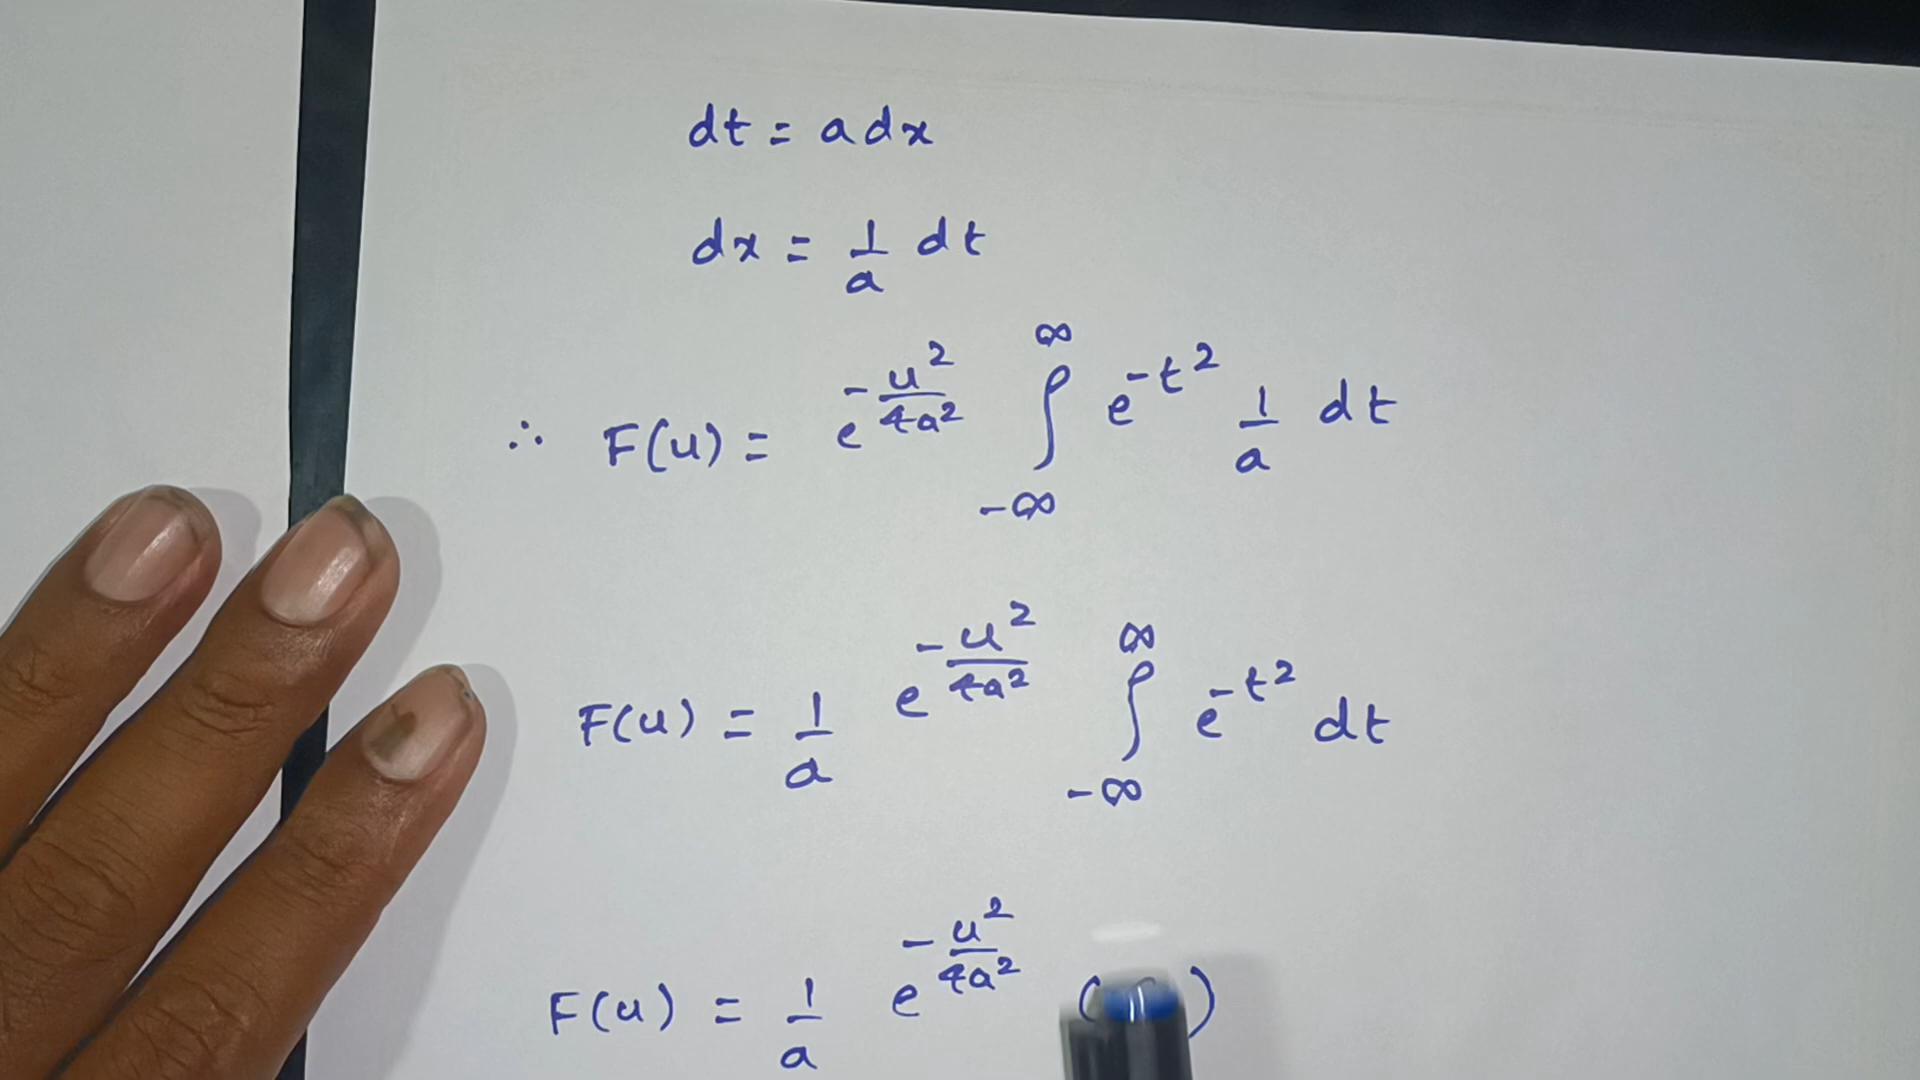 dt = a dx
dx = 1/a dt
∴ F(u) = e^(-u²/4a²) ∫_{-∞}^{∞} e^(-t²) 1/a dt
F(u) = 1/a e^(-u²/4a²) ∫_{-∞}^{∞} e^(-t²) dt
F(u) = 1/a e^(-u²/4a²) ( )